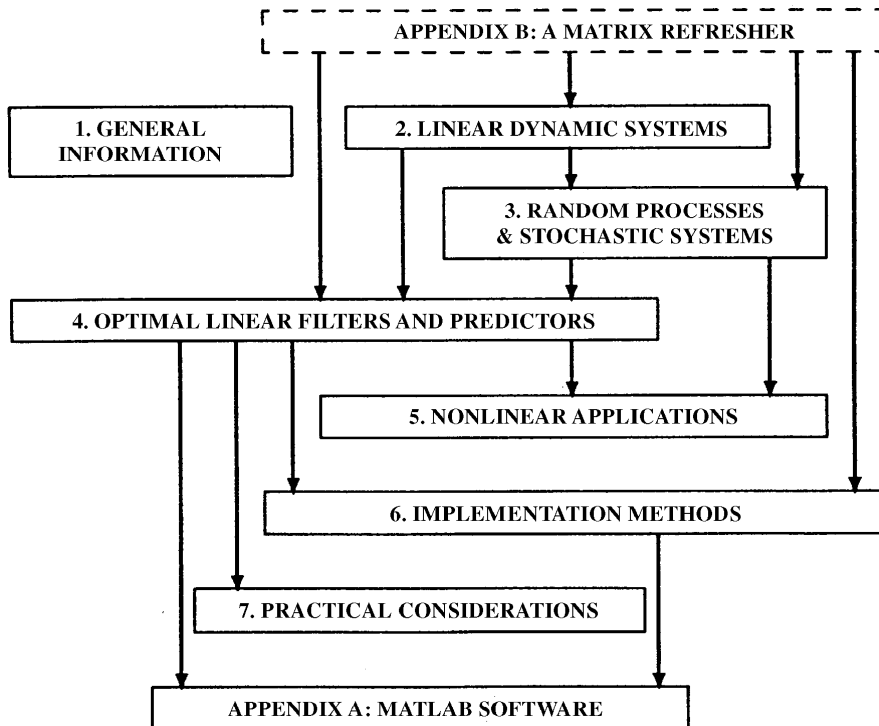 APPENDIX B: A MATRIX REFRESHER
1. GENERAL
INFORMATION
2. LINEAR DYNAMIC SYSTEMS
3. RANDOM PROCESSES
& STOCHASTIC SYSTEMS
4. OPTIMAL LINEAR FILTERS AND PREDICTORS
5. NONLINEAR APPLICATIONS
6. IMPLEMENTATION METHODS
7. PRACTICAL CONSIDERATIONS
APPENDIX A: MATLAB SOFTWARE